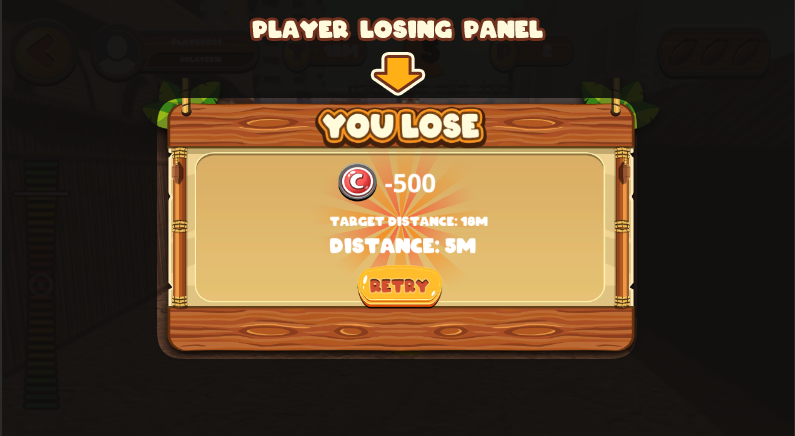 PLAYER LOSING PANEL
YOU LOSE
C -500
TARGET DISTANCE: 18M
DISTANCE: 5M
RETRY